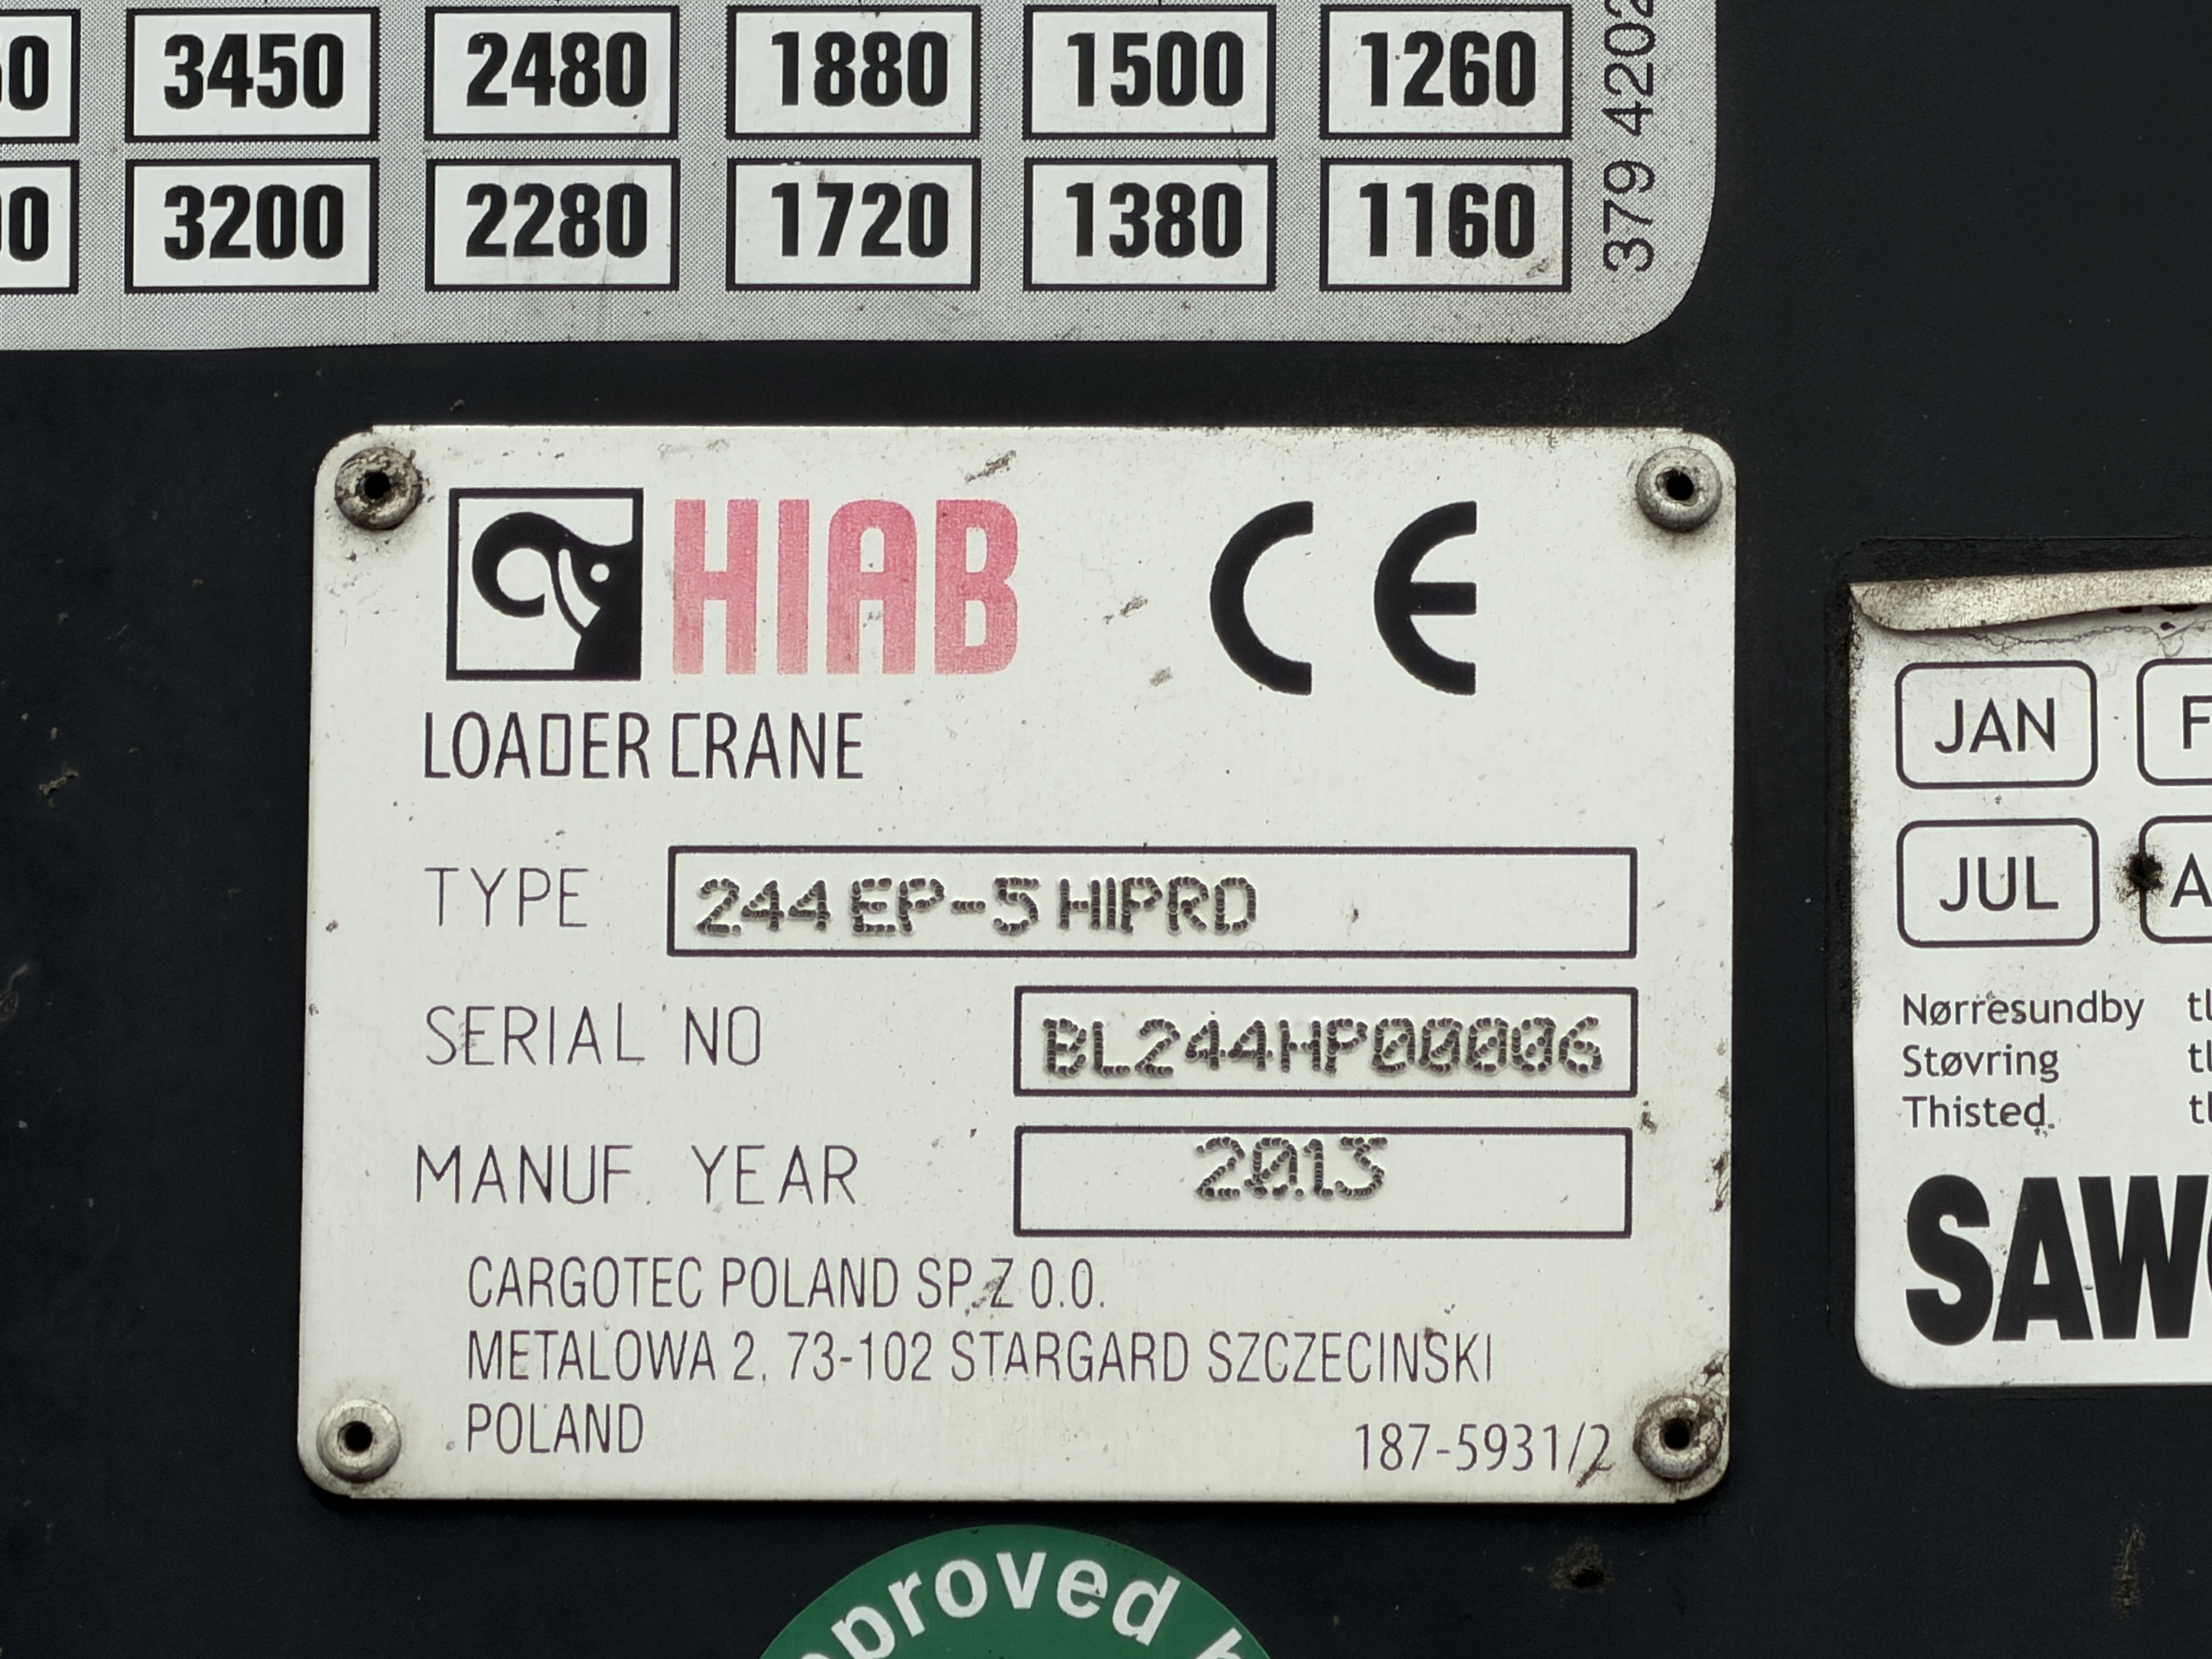 3450 2480 1880 1500 1260
3200 2280 1720 1380 1160
379 4202
HIAB CE
LOADER CRANE
TYPE 244 EP-5 HIPRO
SERIAL NO BL244HP00006
MANUF. YEAR 2013
CARGOTEC POLAND SP. Z O.O.
METALOWA 2, 73-102 STARGARD SZCZECINSKI
POLAND
187-5931/2
JAN
JUL
Nørresundby
Støvring
Thisted